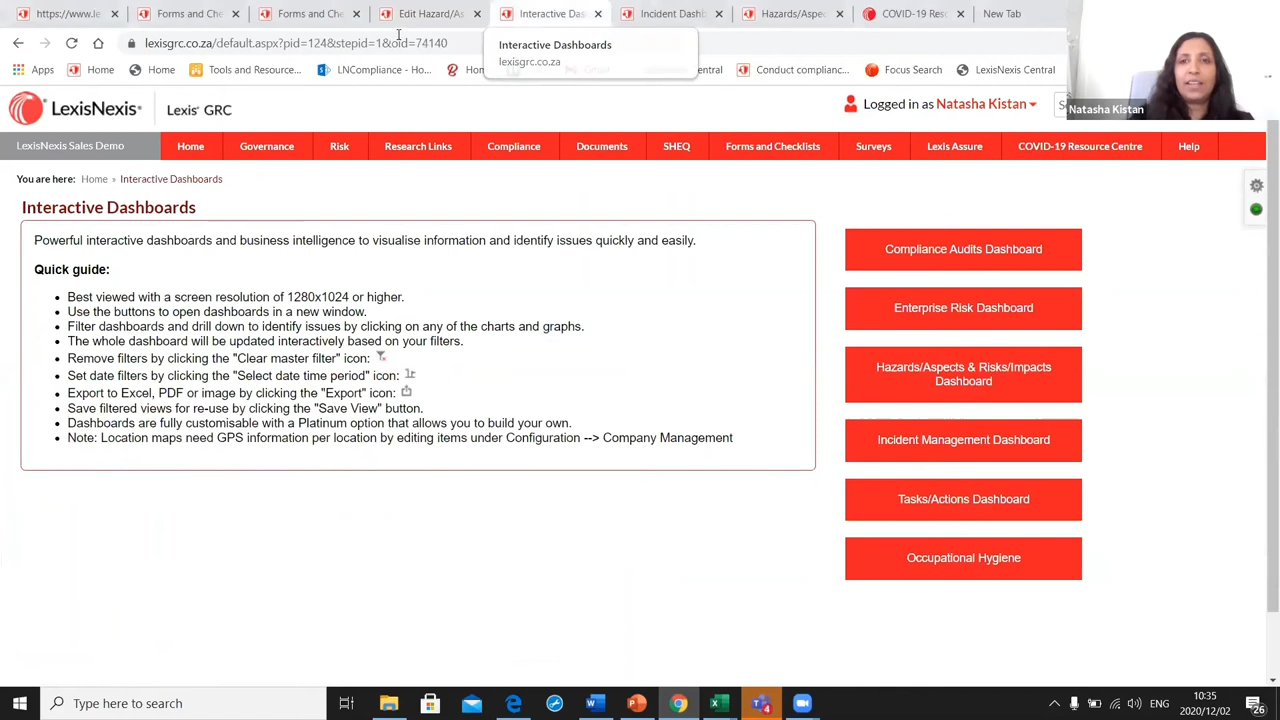 https://www.le
Forms and Che
Forms and Che
Edit Hazard/As
Interactive Das
Incident Dashb
Hazards/Aspec
COVID-19 Reso
New Tab
lexisgrc.co.za/default.aspx?pid=124&stepid=1&oid=74140
Interactive Dashboards
lexisgrc.co.za
Apps
Home
Home
Tools and Resource...
LNCompliance - Ho...
Hon
Gmail
entral
Conduct complianc...
Focus Search
LexisNexis Central
Natasha Kistan
LexisNexis®
Lexis® GRC
Logged in as Natasha Kistan
LexisNexis Sales Demo
Home
Governance
Risk
Research Links
Compliance
Documents
SHEQ
Forms and Checklists
Surveys
Lexis Assure
COVID-19 Resource Centre
Help
You are here: Home » Interactive Dashboards
Interactive Dashboards
Powerful interactive dashboards and business intelligence to visualise information and identify issues quickly and easily.
Quick guide:
• Best viewed with a screen resolution of 1280x1024 or higher.
• Use the buttons to open dashboards in a new window.
• Filter dashboards and drill down to identify issues by clicking on any of the charts and graphs.
• The whole dashboard will be updated interactively based on your filters.
• Remove filters by clicking the "Clear master filter" icon:
• Set date filters by clicking the "Select date time period" icon:
• Export to Excel, PDF or image by clicking the "Export" icon:
• Save filtered views for re-use by clicking the "Save View" button.
• Dashboards are fully customisable with a Platinum option that allows you to build your own.
• Note: Location maps need GPS information per location by editing items under Configuration --> Company Management
Compliance Audits Dashboard
Enterprise Risk Dashboard
Hazards/Aspects & Risks/Impacts
Dashboard
Incident Management Dashboard
Tasks/Actions Dashboard
Occupational Hygiene
Type here to search
4
ENG
10:35
2020/12/02
26